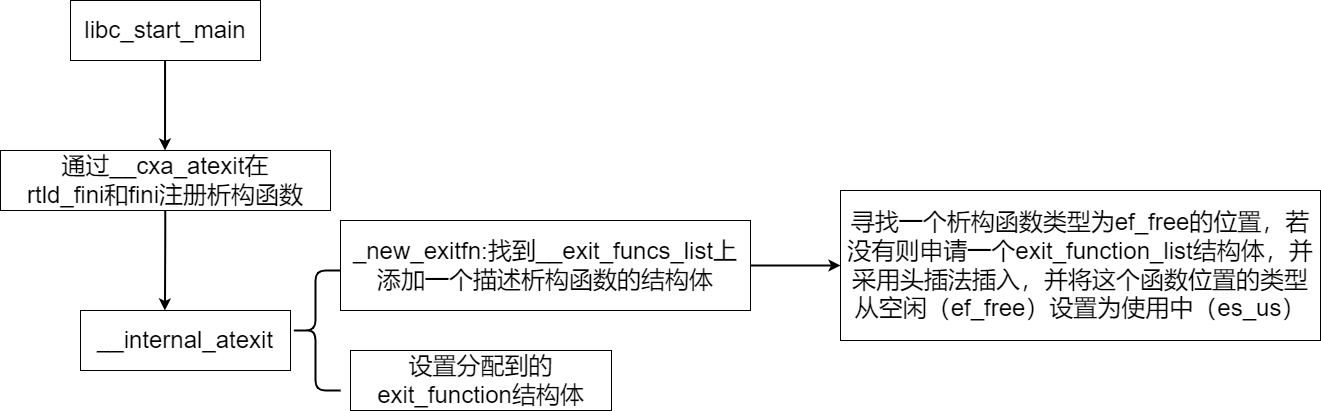 libc_start_main
通过__cxa_atexit在
rtld_fini和fini注册析构函数
__internal_atexit
_new_exitfn:找到__exit_funcs_list上
添加一个描述析构函数的结构体
设置分配到的
exit_function结构体
寻找一个析构函数类型为ef_free的位置，若
没有则申请一个exit_function_list结构体，并
采用头插法插入，并将这个函数位置的类型
从空闲（ef_free）设置为使用中（es_us）